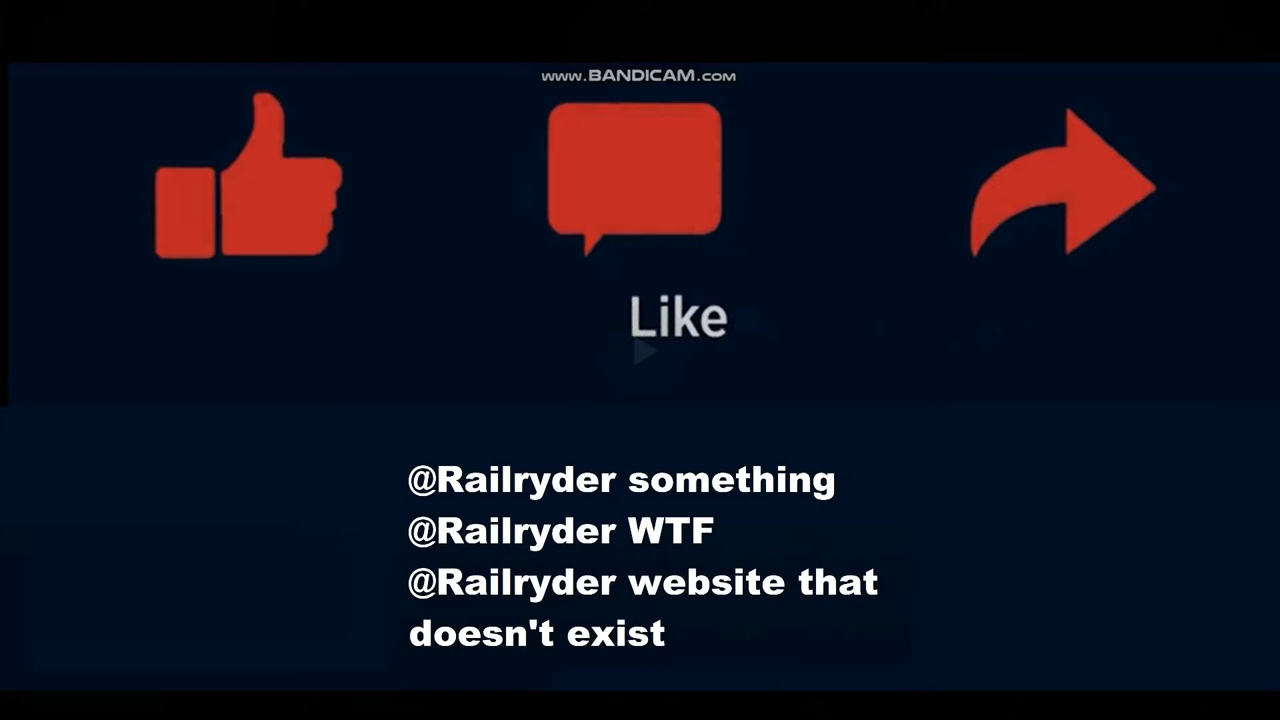 www.BANDICAM.com
Like
@Railryder something
@Railryder WTF
@Railryder website that
doesn't exist